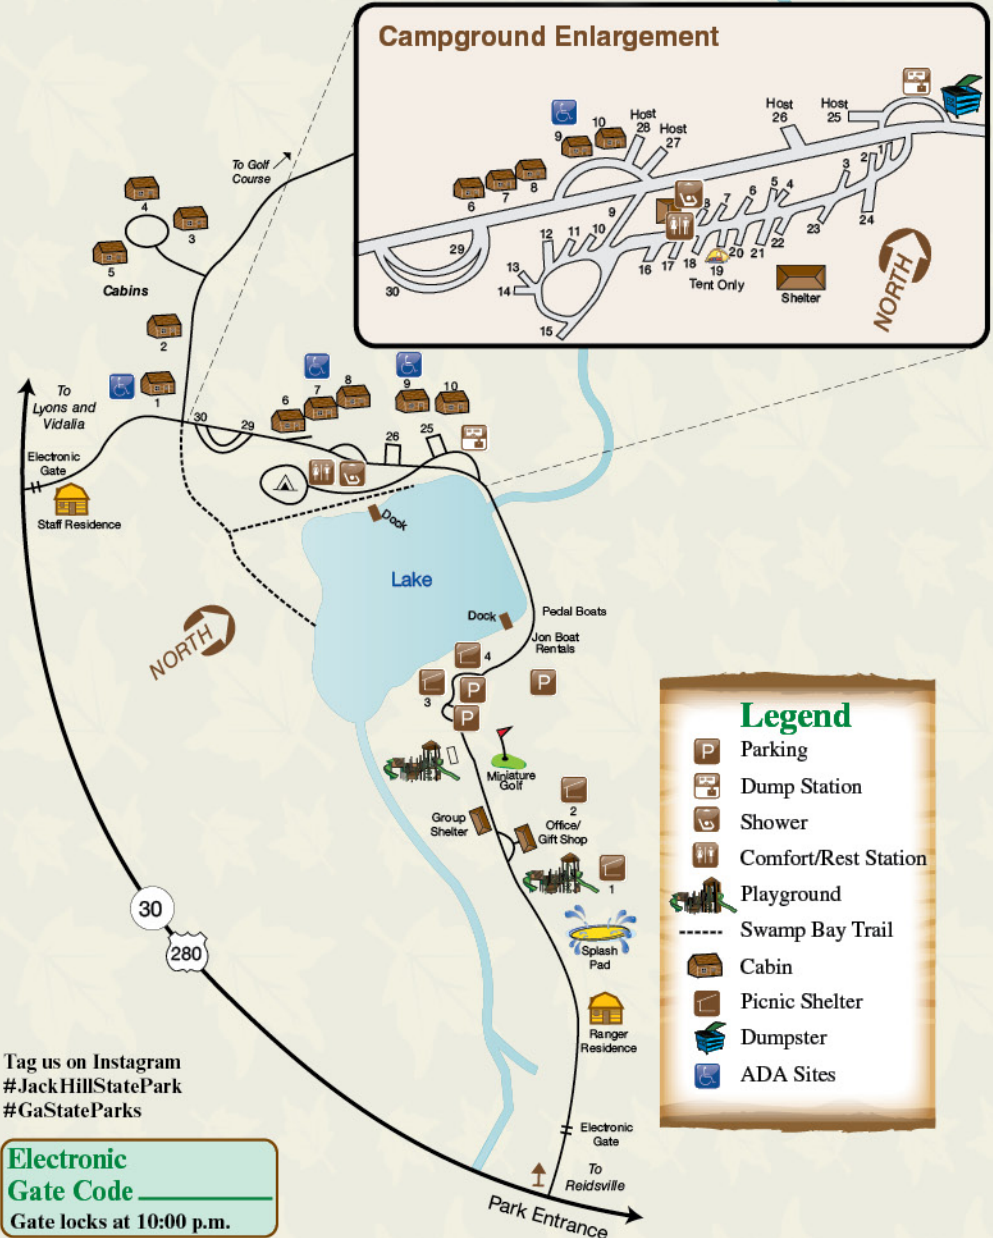 Campground Enlargement
Host
28
Host
27
Host
26
Host
25
10
9
8
7
6
9
10
11
12
13
14
15
16
17
18
8
7
6
5
4
3
2
1
19
Tent Only
20
21
22
23
24
29
30
Shelter
NORTH
To Golf
Course
4
3
5
Cabins
2
1
To
Lyons and
Vidalia
Electronic
Gate
Staff Residence
30
29
6
7
8
9
10
26
25
Dock
Lake
Dock
Pedal Boats
Jon Boat
Rentals
NORTH
4
3
P
P
P
Miniature
Golf
2
Group
Shelter
Office/
Gift Shop
1
Splash
Pad
Ranger
Residence
30
280
Electronic
Gate
To
Reidsville
Park Entrance
Legend
P Parking
Dump Station
Shower
Comfort/Rest Station
Playground
Swamp Bay Trail
Cabin
Picnic Shelter
Dumpster
ADA Sites
Tag us on Instagram
#JackHillStatePark
#GaStateParks
Electronic
Gate Code ____________
Gate locks at 10:00 p.m.